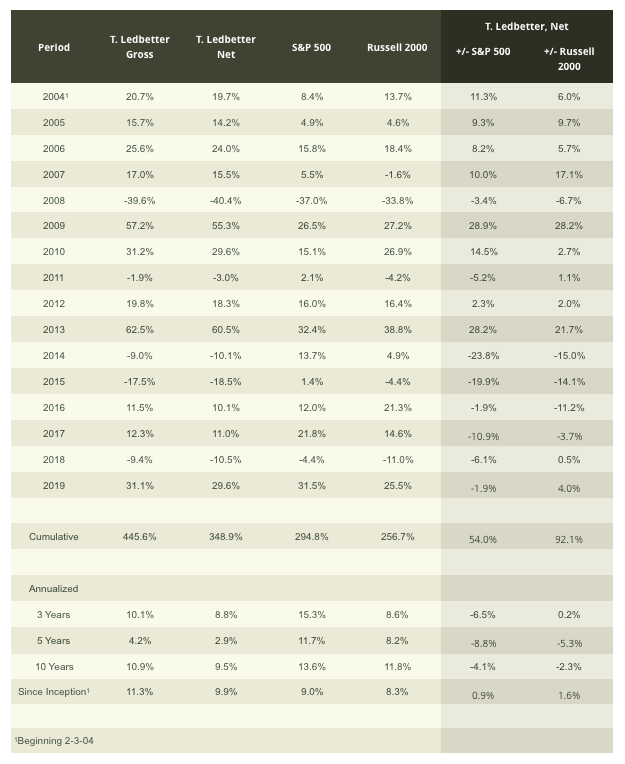 T. Ledbetter, Net
Period T. Ledbetter Gross T. Ledbetter Net S&P 500 Russell 2000 +/- S&P 500 +/- Russell 2000
2004¹ 20.7% 19.7% 8.4% 13.7% 11.3% 6.0%
2005 15.7% 14.2% 4.9% 4.6% 9.3% 9.7%
2006 25.6% 24.0% 15.8% 18.4% 8.2% 5.7%
2007 17.0% 15.5% 5.5% -1.6% 10.0% 17.1%
2008 -39.6% -40.4% -37.0% -33.8% -3.4% -6.7%
2009 57.2% 55.3% 26.5% 27.2% 28.9% 28.2%
2010 31.2% 29.6% 15.1% 26.9% 14.5% 2.7%
2011 -1.9% -3.0% 2.1% -4.2% -5.2% 1.1%
2012 19.8% 18.3% 16.0% 16.4% 2.3% 2.0%
2013 62.5% 60.5% 32.4% 38.8% 28.2% 21.7%
2014 -9.0% -10.1% 13.7% 4.9% -23.8% -15.0%
2015 -17.5% -18.5% 1.4% -4.4% -19.9% -14.1%
2016 11.5% 10.1% 12.0% 21.3% -1.9% -11.2%
2017 12.3% 11.0% 21.8% 14.6% -10.9% -3.7%
2018 -9.4% -10.5% -4.4% -11.0% -6.1% 0.5%
2019 31.1% 29.6% 31.5% 25.5% -1.9% 4.0%
Cumulative 445.6% 348.9% 294.8% 256.7% 54.0% 92.1%
Annualized
3 Years 10.1% 8.8% 15.3% 8.6% -6.5% 0.2%
5 Years 4.2% 2.9% 11.7% 8.2% -8.8% -5.3%
10 Years 10.9% 9.5% 13.6% 11.8% -4.1% -2.3%
Since Inception¹ 11.3% 9.9% 9.0% 8.3% 0.9% 1.6%
¹Beginning 2-3-04